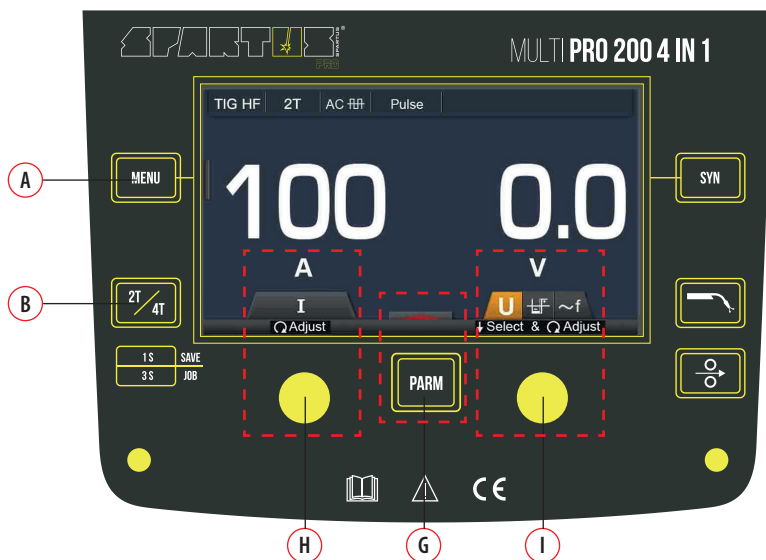 SPARTUS® SPARTUS
PRO
MULTI PRO 200 4 IN 1
TIG HF 2T AC Pulse
A MENU
SYN
100 0.0
A V
B 2T/4T
I U ~f
Adjust Select & Adjust
1 S SAVE
3 S JOB
PARM
CE
H G I